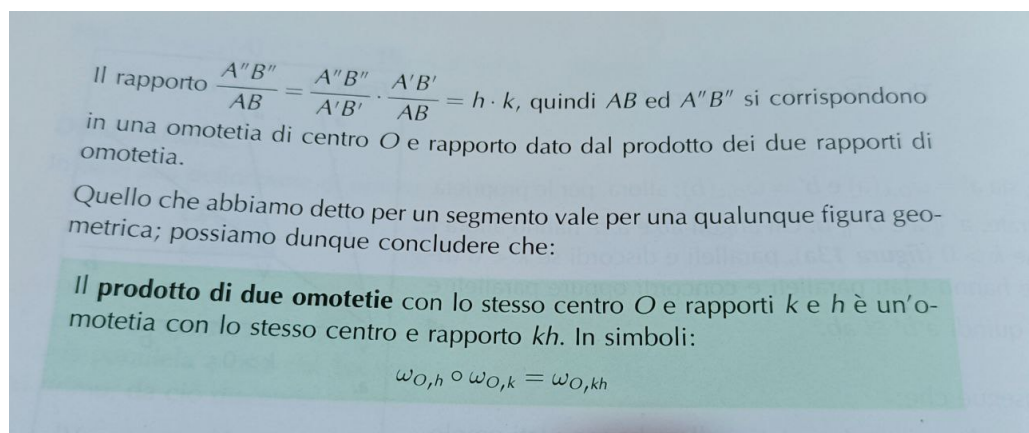 Il rapporto A″B″/AB = A″B″/A′B′ · A′B′/AB = h · k, quindi AB ed A″B″ si corrispondono
in una omotetia di centro O e rapporto dato dal prodotto dei due rapporti di
omotetia.
Quello che abbiamo detto per un segmento vale per una qualunque figura geo-
metrica; possiamo dunque concludere che:
Il prodotto di due omotetie con lo stesso centro O e rapporti k e h è un'o-
motetia con lo stesso centro e rapporto kh. In simboli:
ω_{O,h} ∘ ω_{O,k} = ω_{O,kh}